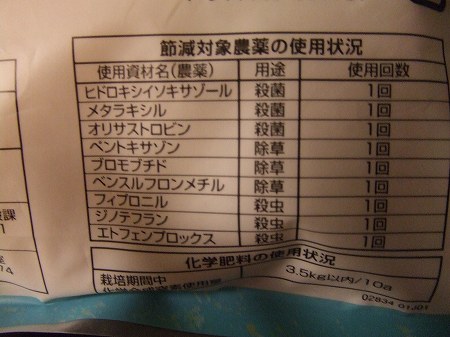 節減対象農薬の使用状況
使用資材名(農薬) 用途 使用回数
ヒドロキシイソキサゾール 殺菌 1回
メタラキシル 殺菌 1回
オリサストロビン 殺菌 1回
ペントキサゾン 除草 1回
ブロモブチド 除草 1回
ベンスルフロンメチル 除草 1回
フィプロニル 殺虫 1回
ジノテフラン 殺虫 1回
エトフェンプロックス 殺虫 1回
化学肥料の使用状況
栽培期間中 3.5kg以内/10a
02834
課
1
14